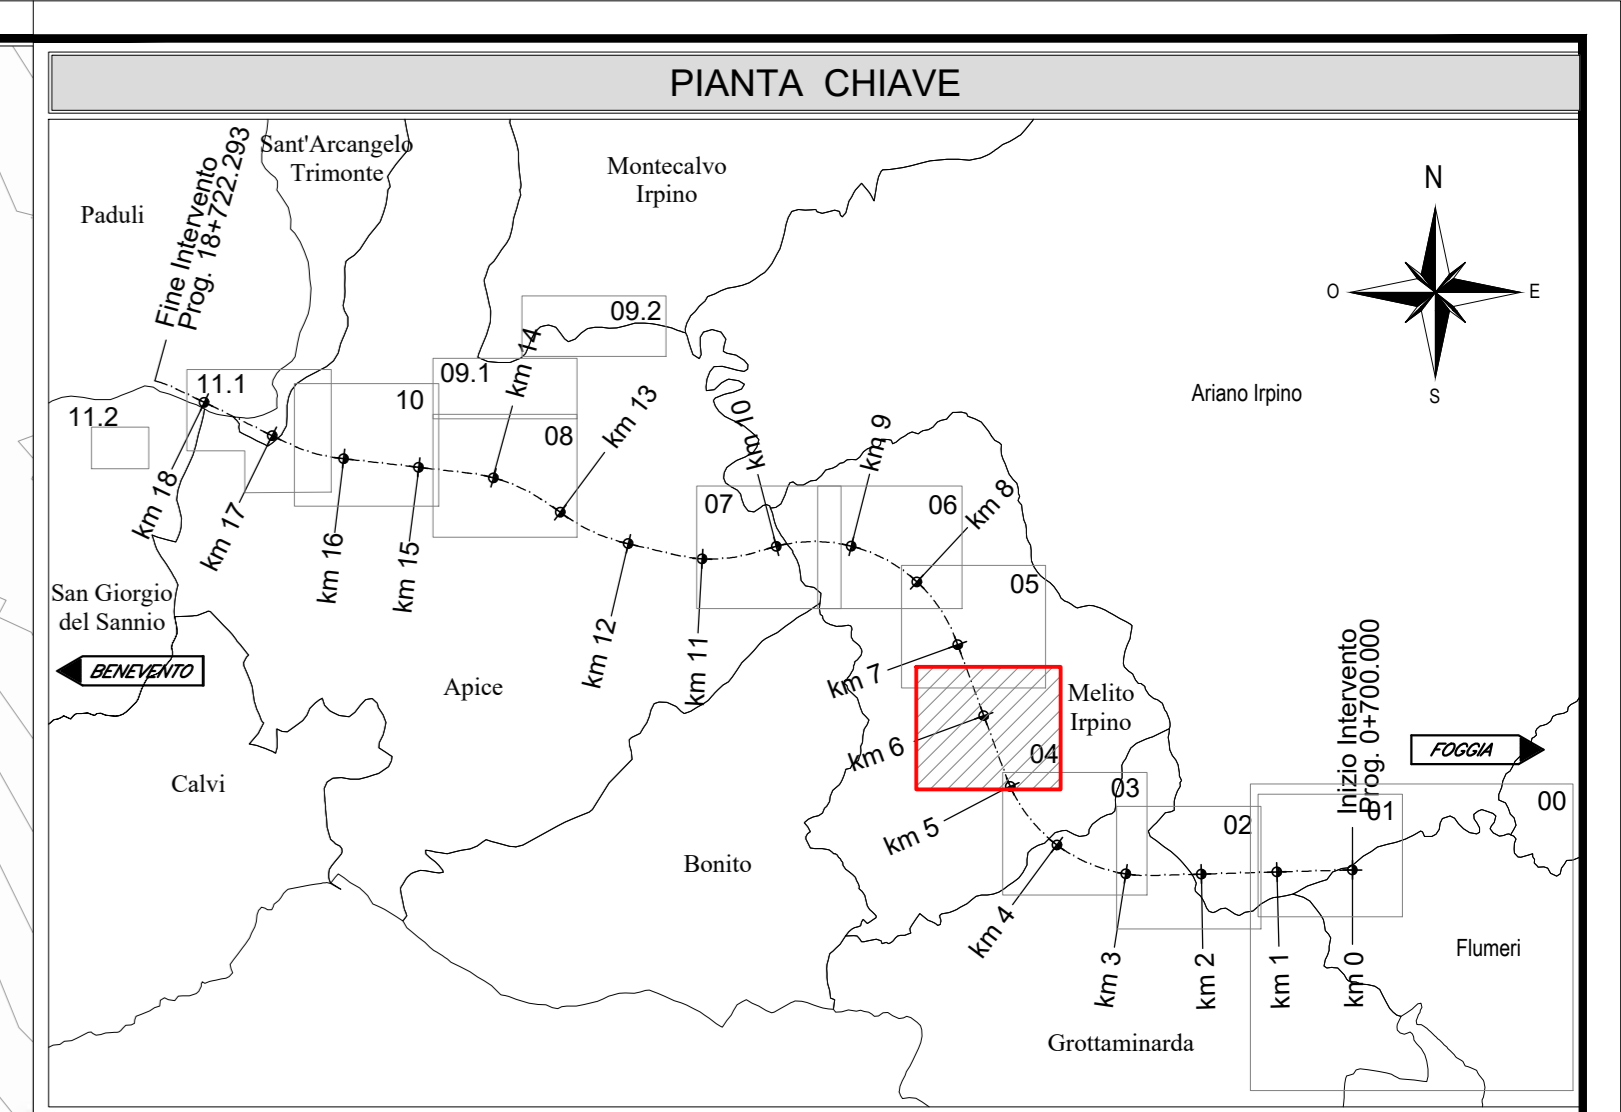 PIANTA CHIAVE
Sant'Arcangelo
Trimonte
Montecalvo
Irpino
Paduli
Fine Intervento
Prog. 18+722.293
N
O
E
S
09.2
km 14
09.1
11.1
10
11.2
08
km 13
km 10
km 9
Ariano Irpino
km 18
km 17
km 16
km 15
07
06
km 8
05
San Giorgio
del Sannio
km 12
km 11
BENEVENTO
Apice
km 7
Melito
Irpino
km 6
04
Inizio Intervento
Prog. 0+700.000
FOGGIA
Calvi
03
00
01
02
km 5
Bonito
km 4
km 3
km 2
km 1
km 0
Flumeri
Grottaminarda